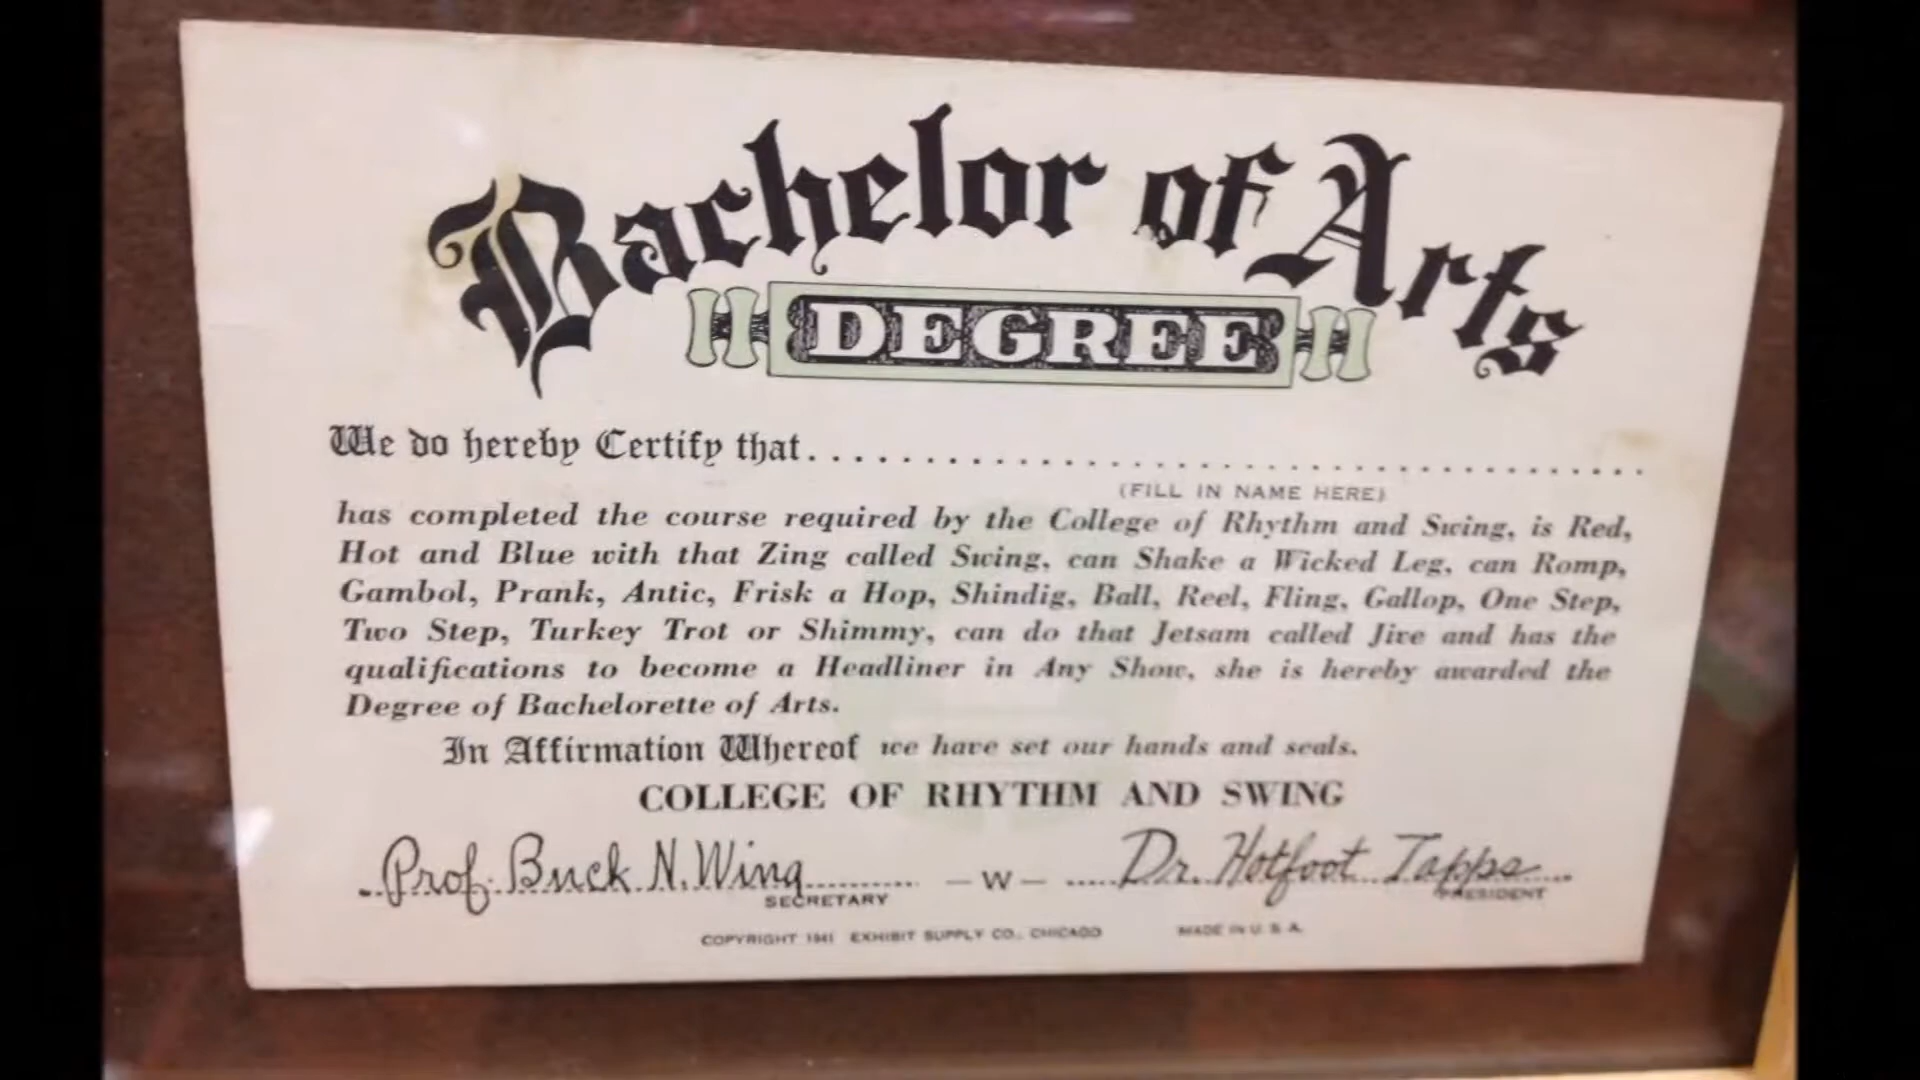 Bachelor of Arts
DEGREE
We do hereby Certify that....................................
(FILL IN NAME HERE)
has completed the course required by the College of Rhythm and Swing, is Red,
Hot and Blue with that Zing called Swing, can Shake a Wicked Leg, can Romp,
Gambol, Prank, Antic, Frisk a Hop, Shindig, Ball, Reel, Fling, Gallop, One Step,
Two Step, Turkey Trot or Shimmy, can do that Jetsam called Jive and has the
qualifications to become a Headliner in Any Show, she is hereby awarded the
Degree of Bachelorette of Arts.
In Affirmation Whereof we have set our hands and seals.
COLLEGE OF RHYTHM AND SWING
Prof. Buck N. Wing — W — Dr. Hotfoot Tapps
SECRETARY PRESIDENT
COPYRIGHT 1941 EXHIBIT SUPPLY CO., CHICAGO MADE IN U. S. A.